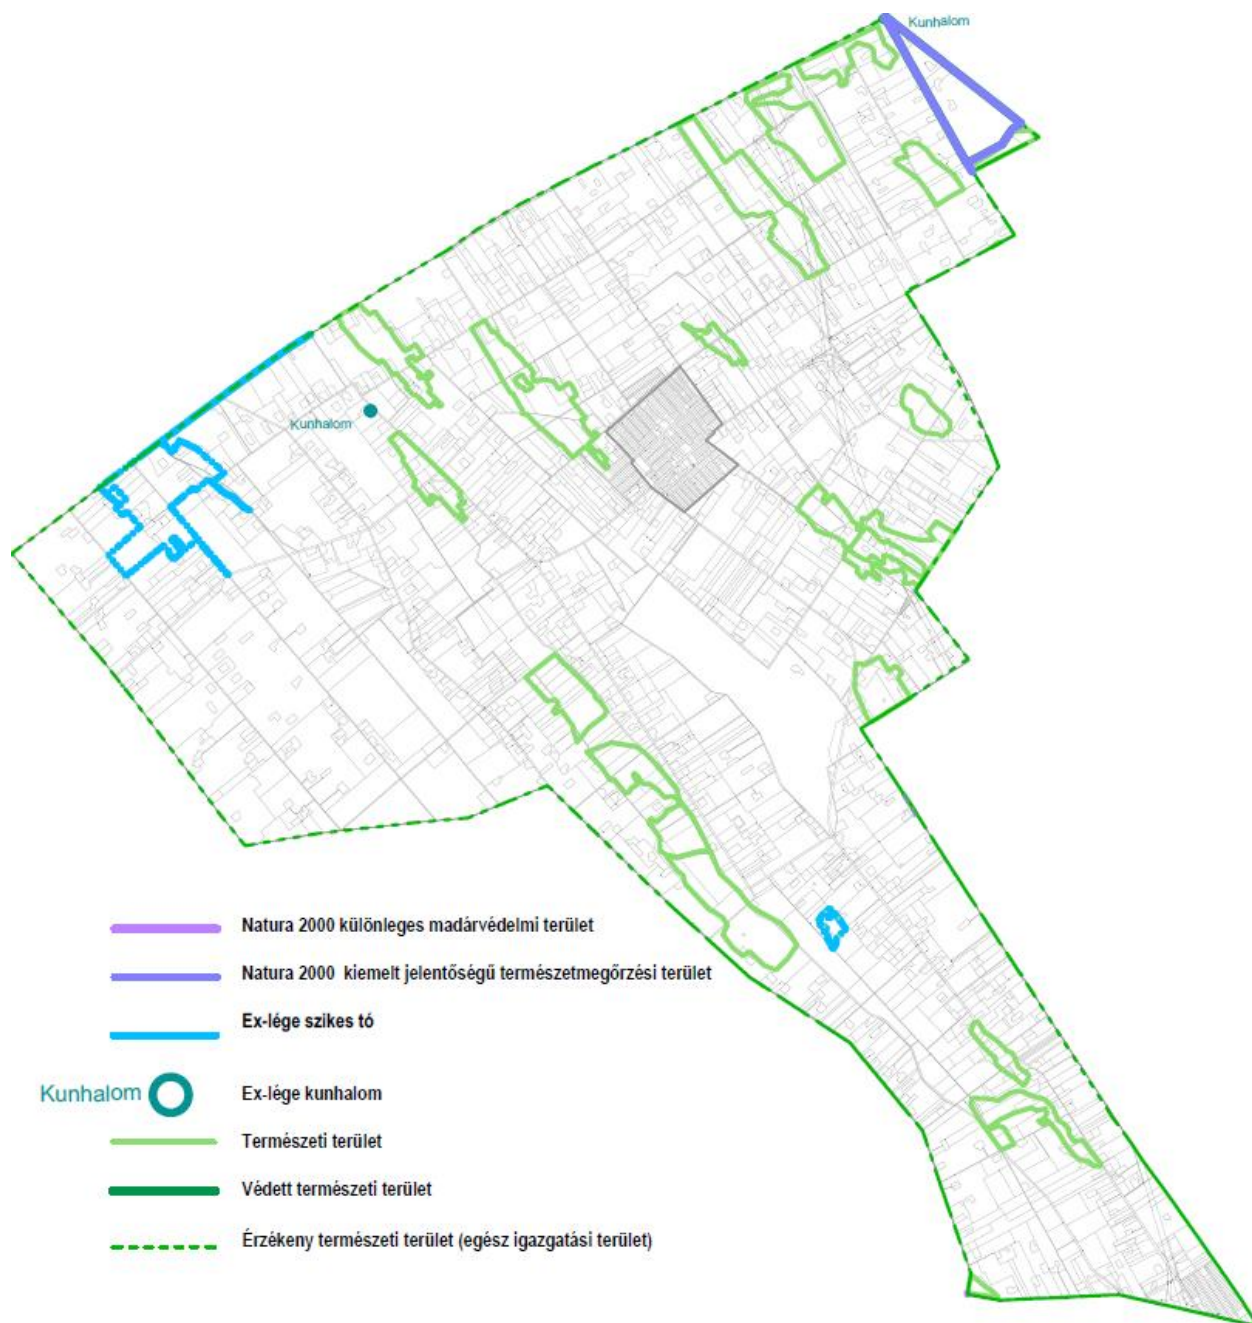 Kunhalom
Kunhalom
Natura 2000 különleges madárvédelmi terület
Natura 2000 kiemelt jelentőségű természetmegőrzési terület
Ex-lége szikes tó
Kunhalom
Ex-lége kunhalom
Természeti terület
Védett természeti terület
Érzékeny természeti terület (egész igazgatási terület)